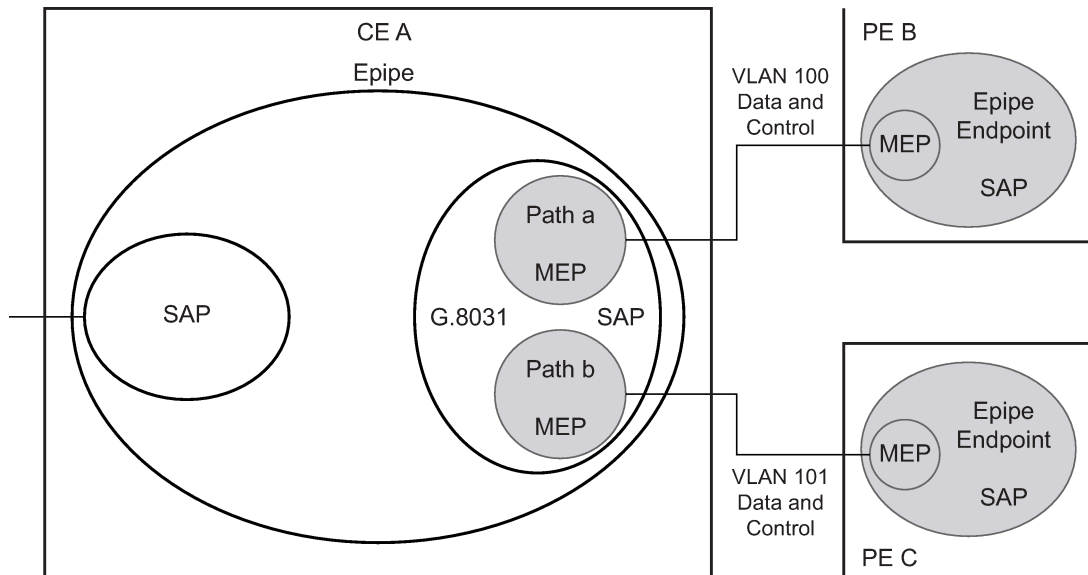 CE A
Epipe
SAP
G.8031
SAP
Path a
MEP
Path b
MEP
VLAN 100
Data and
Control
VLAN 101
Data and
Control
PE B
Epipe
Endpoint
MEP
SAP
Epipe
Endpoint
MEP
SAP
PE C